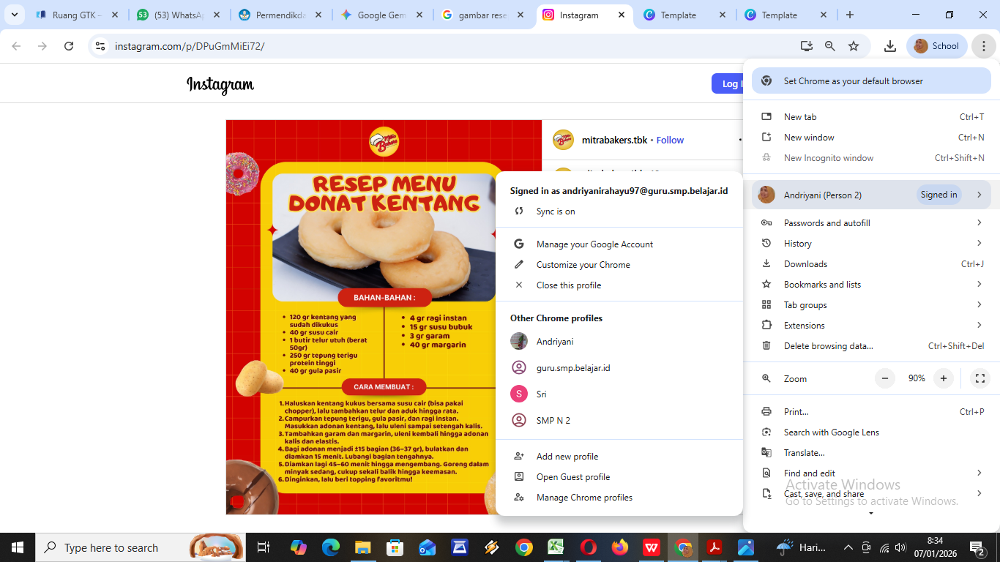 Ruang GTK –
(53) WhatsA
Permendikda
Google Gem
gambar rese
Instagram
Template
Template
instagram.com/p/DPuGmMiEi72/
School
Instagram
Log I
mitrabakers.tbk • Follow
RESEP MENU
DONAT KENTANG
BAHAN-BAHAN :
120 gr kentang yang
sudah dikukus
40 gr susu cair
1 butir telur utuh (berat
50gr)
250 gr tepung terigu
protein tinggi
40 gr gula pasir
4 gr ragi instan
15 gr susu bubuk
3 gr garam
40 gr margarin
CARA MEMBUAT :
1. Haluskan kentang kukus bersama susu cair (bisa pakai
chopper), lalu tambahkan telur dan aduk hingga rata.
2. Campurkan tepung terigu, gula pasir, dan ragi instan.
Masukkan adonan kentang, lalu uleni sampai setengah kalis.
3. Tambahkan garam dan margarin, uleni kembali hingga adonan
kalis dan elastis.
4. Bagi adonan menjadi ±15 bagian (36–37 gr), bulatkan dan
diamkan 15 menit. Lubangi bagian tengahnya.
5. Diamkan lagi 45–60 menit hingga mengembang. Goreng dalam
minyak sedang, cukup sekali balik hingga keemasan.
6. Dinginkan, lalu beri topping favoritmu!
Signed in as andriyanirahayu97@guru.smp.belajar.id
Sync is on
Manage your Google Account
Customize your Chrome
Close this profile
Other Chrome profiles
Andriyani
guru.smp.belajar.id
S Sri
SMP N 2
Add new profile
Open Guest profile
Manage Chrome profiles
Set Chrome as your default browser
New tab Ctrl+T
New window Ctrl+N
New Incognito window Ctrl+Shift+N
Andriyani (Person 2) Signed in
Passwords and autofill
History
Downloads Ctrl+J
Bookmarks and lists
Tab groups
Extensions
Delete browsing data... Ctrl+Shift+Del
Zoom − 90% +
Print... Ctrl+P
Search with Google Lens
Translate...
Find and edit
Cast, save, and share
Activate Windows
Go to Settings to activate Windows.
Type here to search
Hari...
8:34
07/01/2026
2